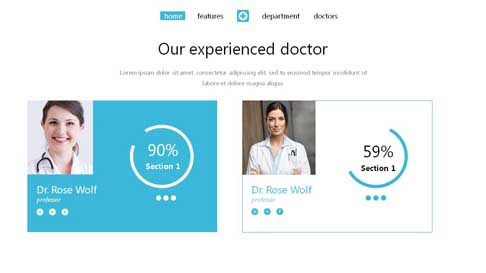 home features department doctors
Our experienced doctor
Lorem ipsum dolor sit amet, consectetur adipiscing elit, sed to eiusmod tempor incididunt ut
labore et dolore magna aliqua
90%
Section 1
Dr. Rose Wolf
professor
59%
Section 1
Dr. Rose Wolf
professor